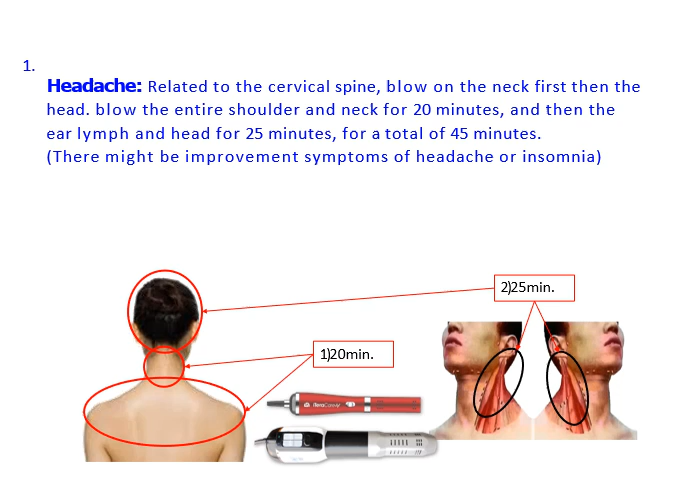 1.
Headache: Related to the cervical spine, blow on the neck first then the
head. blow the entire shoulder and neck for 20 minutes, and then the
ear lymph and head for 25 minutes, for a total of 45 minutes.
(There might be improvement symptoms of headache or insomnia)
2)25min.
1)20min.